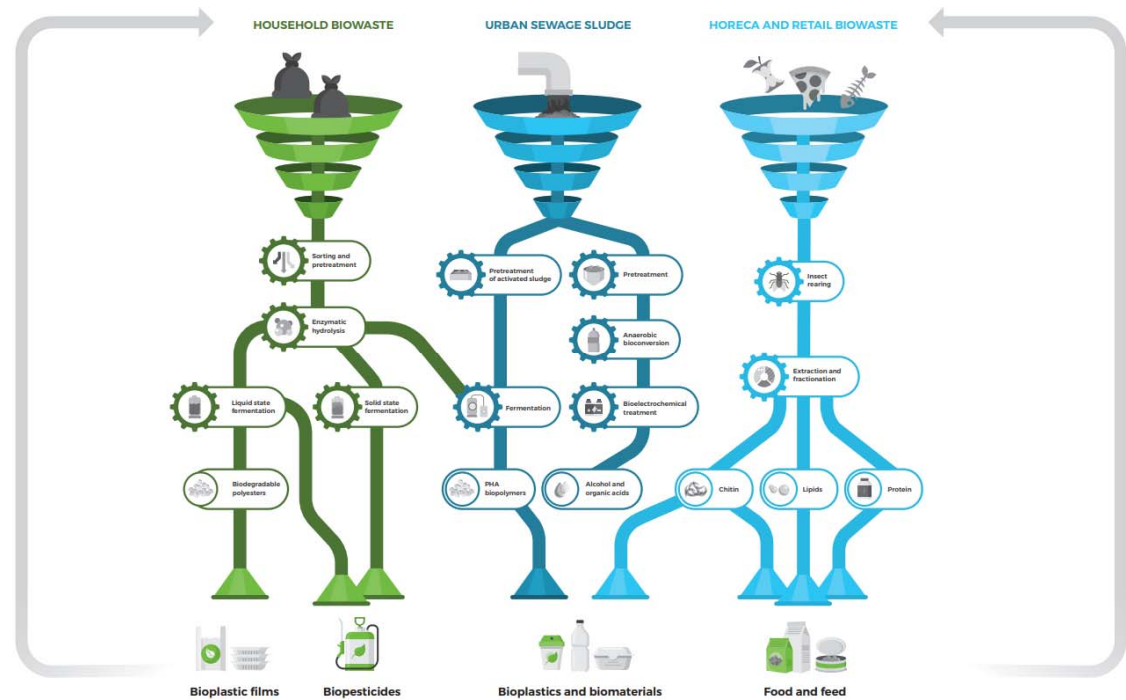 HOUSEHOLD BIOWASTE
URBAN SEWAGE SLUDGE
HORECA AND RETAIL BIOWASTE
Sorting and
pretreatment
Pretreatment
of activated sludge
Pretreatment
Insect
rearing
Enzymatic
hydrolysis
Anaerobic
bioconversion
Extraction and
fractionation
Liquid state
fermentation
Solid state
fermentation
Fermentation
Bioelectrochemical
treatment
Biodegradable
polyesters
PHA
biopolymers
Alcohol and
organic acids
Chitin
Lipids
Protein
Bioplastic films
Biopesticides
Bioplastics and biomaterials
Food and feed